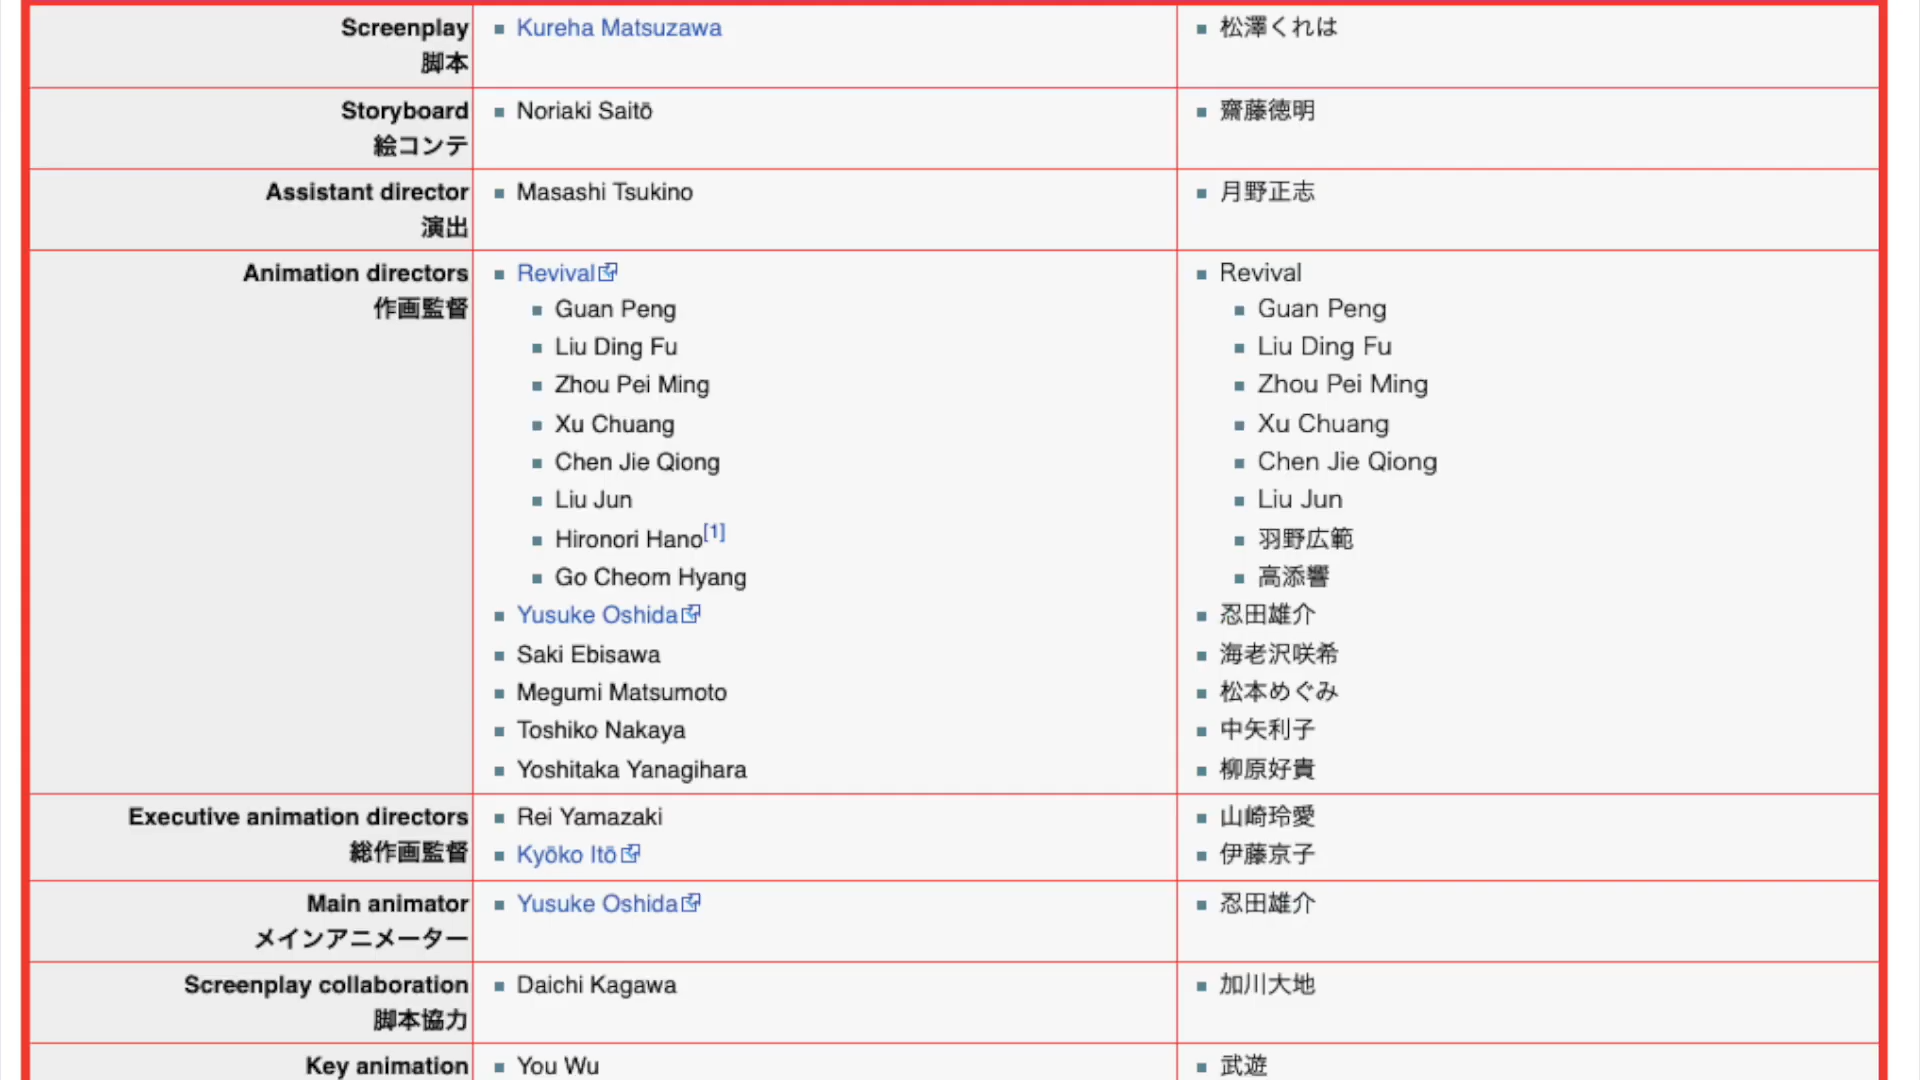 Screenplay
脚本
Kureha Matsuzawa
松澤くれは
Storyboard
絵コンテ
Noriaki Saitō
齋藤徳明
Assistant director
演出
Masashi Tsukino
月野正志
Animation directors
作画監督
Revival
Guan Peng
Liu Ding Fu
Zhou Pei Ming
Xu Chuang
Chen Jie Qiong
Liu Jun
Hironori Hano[1]
Go Cheom Hyang
Yusuke Oshida
Saki Ebisawa
Megumi Matsumoto
Toshiko Nakaya
Yoshitaka Yanagihara
Revival
Guan Peng
Liu Ding Fu
Zhou Pei Ming
Xu Chuang
Chen Jie Qiong
Liu Jun
羽野広範
高添響
忍田雄介
海老沢咲希
松本めぐみ
中矢利子
柳原好貴
Executive animation directors
総作画監督
Rei Yamazaki
Kyōko Itō
山崎玲愛
伊藤京子
Main animator
メインアニメーター
Yusuke Oshida
忍田雄介
Screenplay collaboration
脚本協力
Daichi Kagawa
加川大地
Key animation
You Wu
武遊